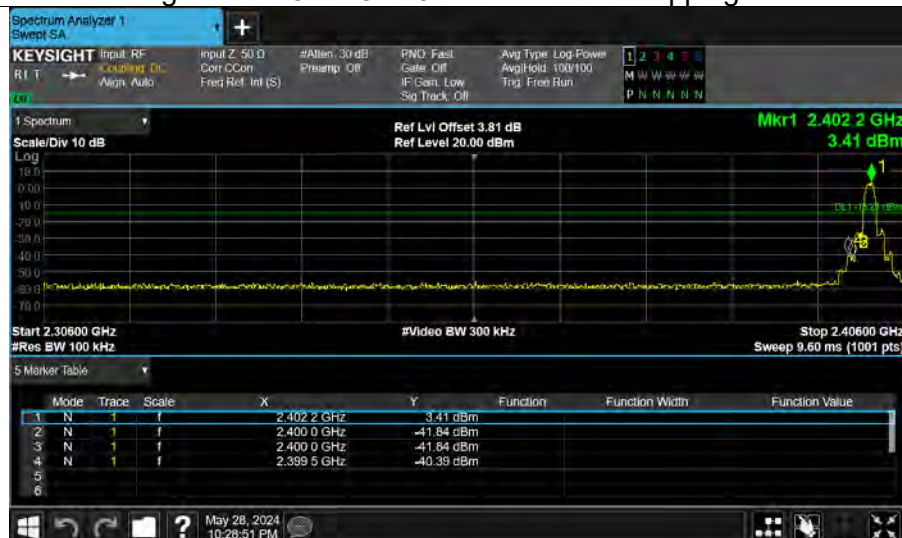 Spectrum Analyzer 1
Swept SA
+
KEYSIGHT Input: RF
RLT
Coupling: DC
Align: Auto
Input Z: 50 Ω
Corr CCorr
Freq Ref: Int (S)
#Atten: 30 dB
Preamp: Off
PNO: Fast
Gate: Off
IF Gain: Low
Sig Track: Off
Avg Type: Log-Power
Avg|Hold: 100/100
Trig: Free Run
1 2 3 4 5 6
M W W W W W
P N N N N N
1 Spectrum
Scale/Div 10 dB
Ref Lvl Offset 3.81 dB
Ref Level 20.00 dBm
Mkr1 2.402 2 GHz
3.41 dBm
Log
10.0
0.00
-10.0
-20.0
-30.0
-40.0
-50.0
-60.0
-70.0
1
Start 2.30600 GHz
#Res BW 100 kHz
#Video BW 300 kHz
Stop 2.40600 GHz
Sweep 9.60 ms (1001 pts)
5 Marker Table
Mode Trace Scale X Y Function Function Width Function Value
1 N 1 f 2.402 2 GHz 3.41 dBm
2 N 1 f 2.400 0 GHz -41.84 dBm
3 N 1 f 2.400 0 GHz -41.84 dBm
4 N 1 f 2.399 5 GHz -40.39 dBm
5
6
?
May 28, 2024
10:28:51 PM